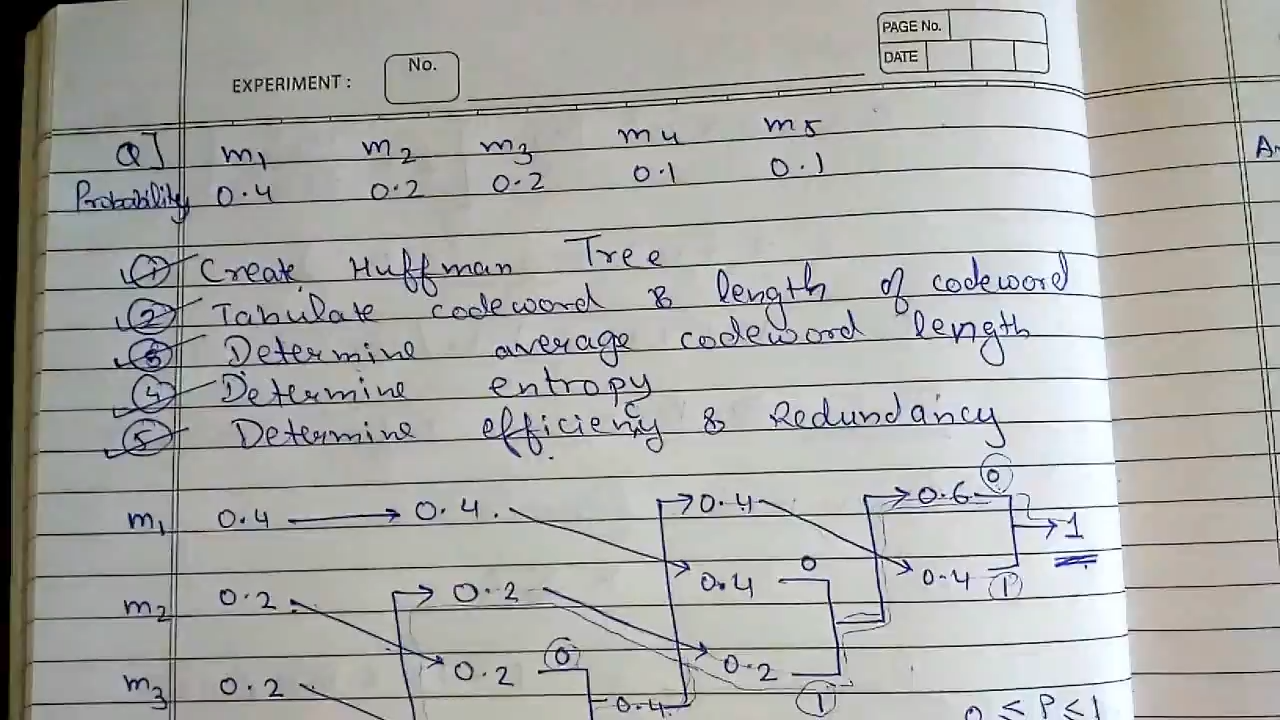 PAGE No.
DATE
EXPERIMENT :
No.
Q] m1 m2 m3 m4 m5
Probability 0.4 0.2 0.2 0.1 0.1
① Create Huffman Tree
② Tabulate codeword & length of codeword
③ Determine average codeword length
④ Determine entropy
⑤ Determine efficiency & Redundancy
m1 0.4 → 0.4 → 0.4 → 0.6 0 → 1
0.4 0 0.4 1
m2 0.2 → 0.2
0.2 0 0.2 1
m3 0.2 0.4
0 ≤ P ≤ 1